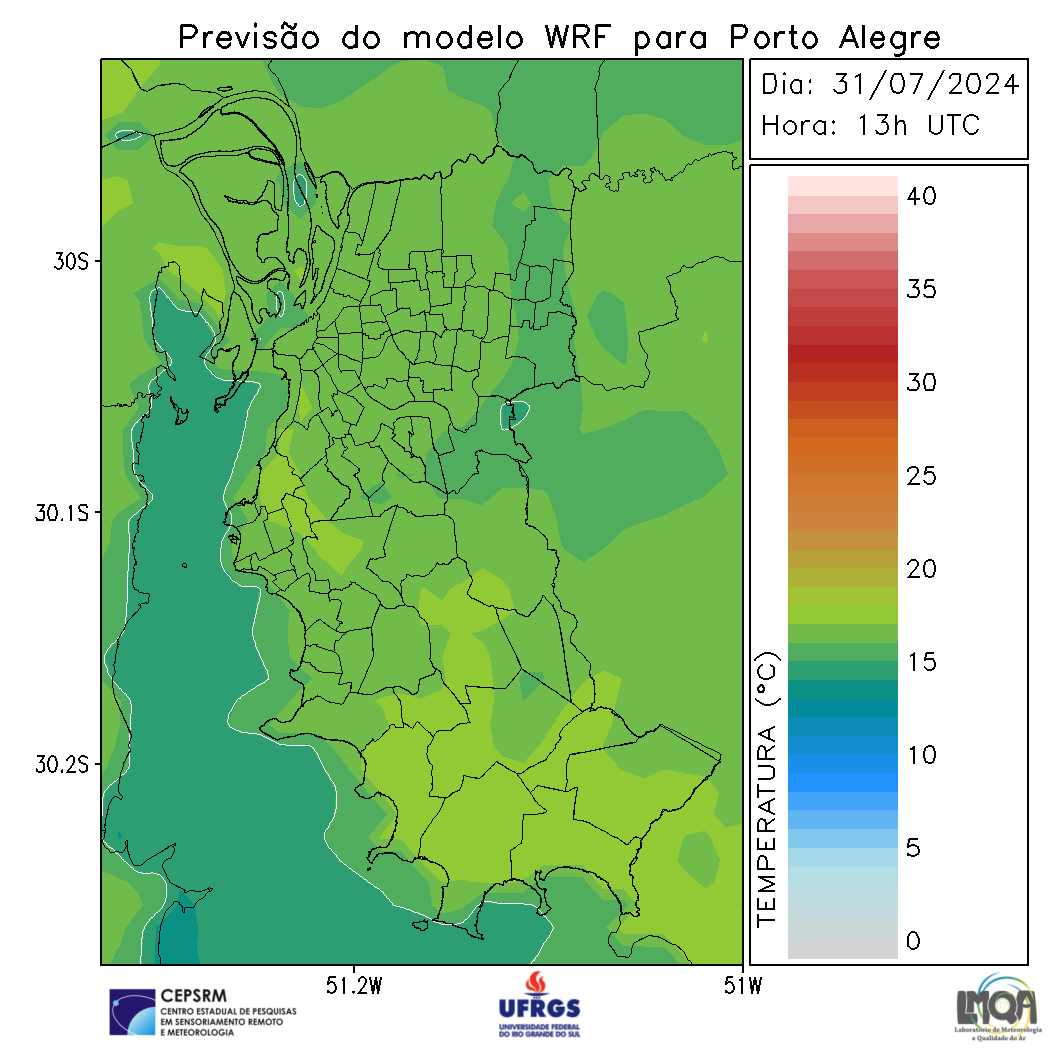 Previsão do modelo WRF para Porto Alegre
Dia: 31/07/2024
Hora: 13h UTC
30S
30.1S
30.2S
51.2W
51W
TEMPERATURA (°C)
40
35
30
25
20
15
10
5
0
CEPSRM
CENTRO ESTADUAL DE PESQUISAS
EM SENSORIAMENTO REMOTO
E METEOROLOGIA
UFRGS
UNIVERSIDADE FEDERAL
DO RIO GRANDE DO SUL
LMQA
Laboratório de Meteorologia
e Qualidade do Ar